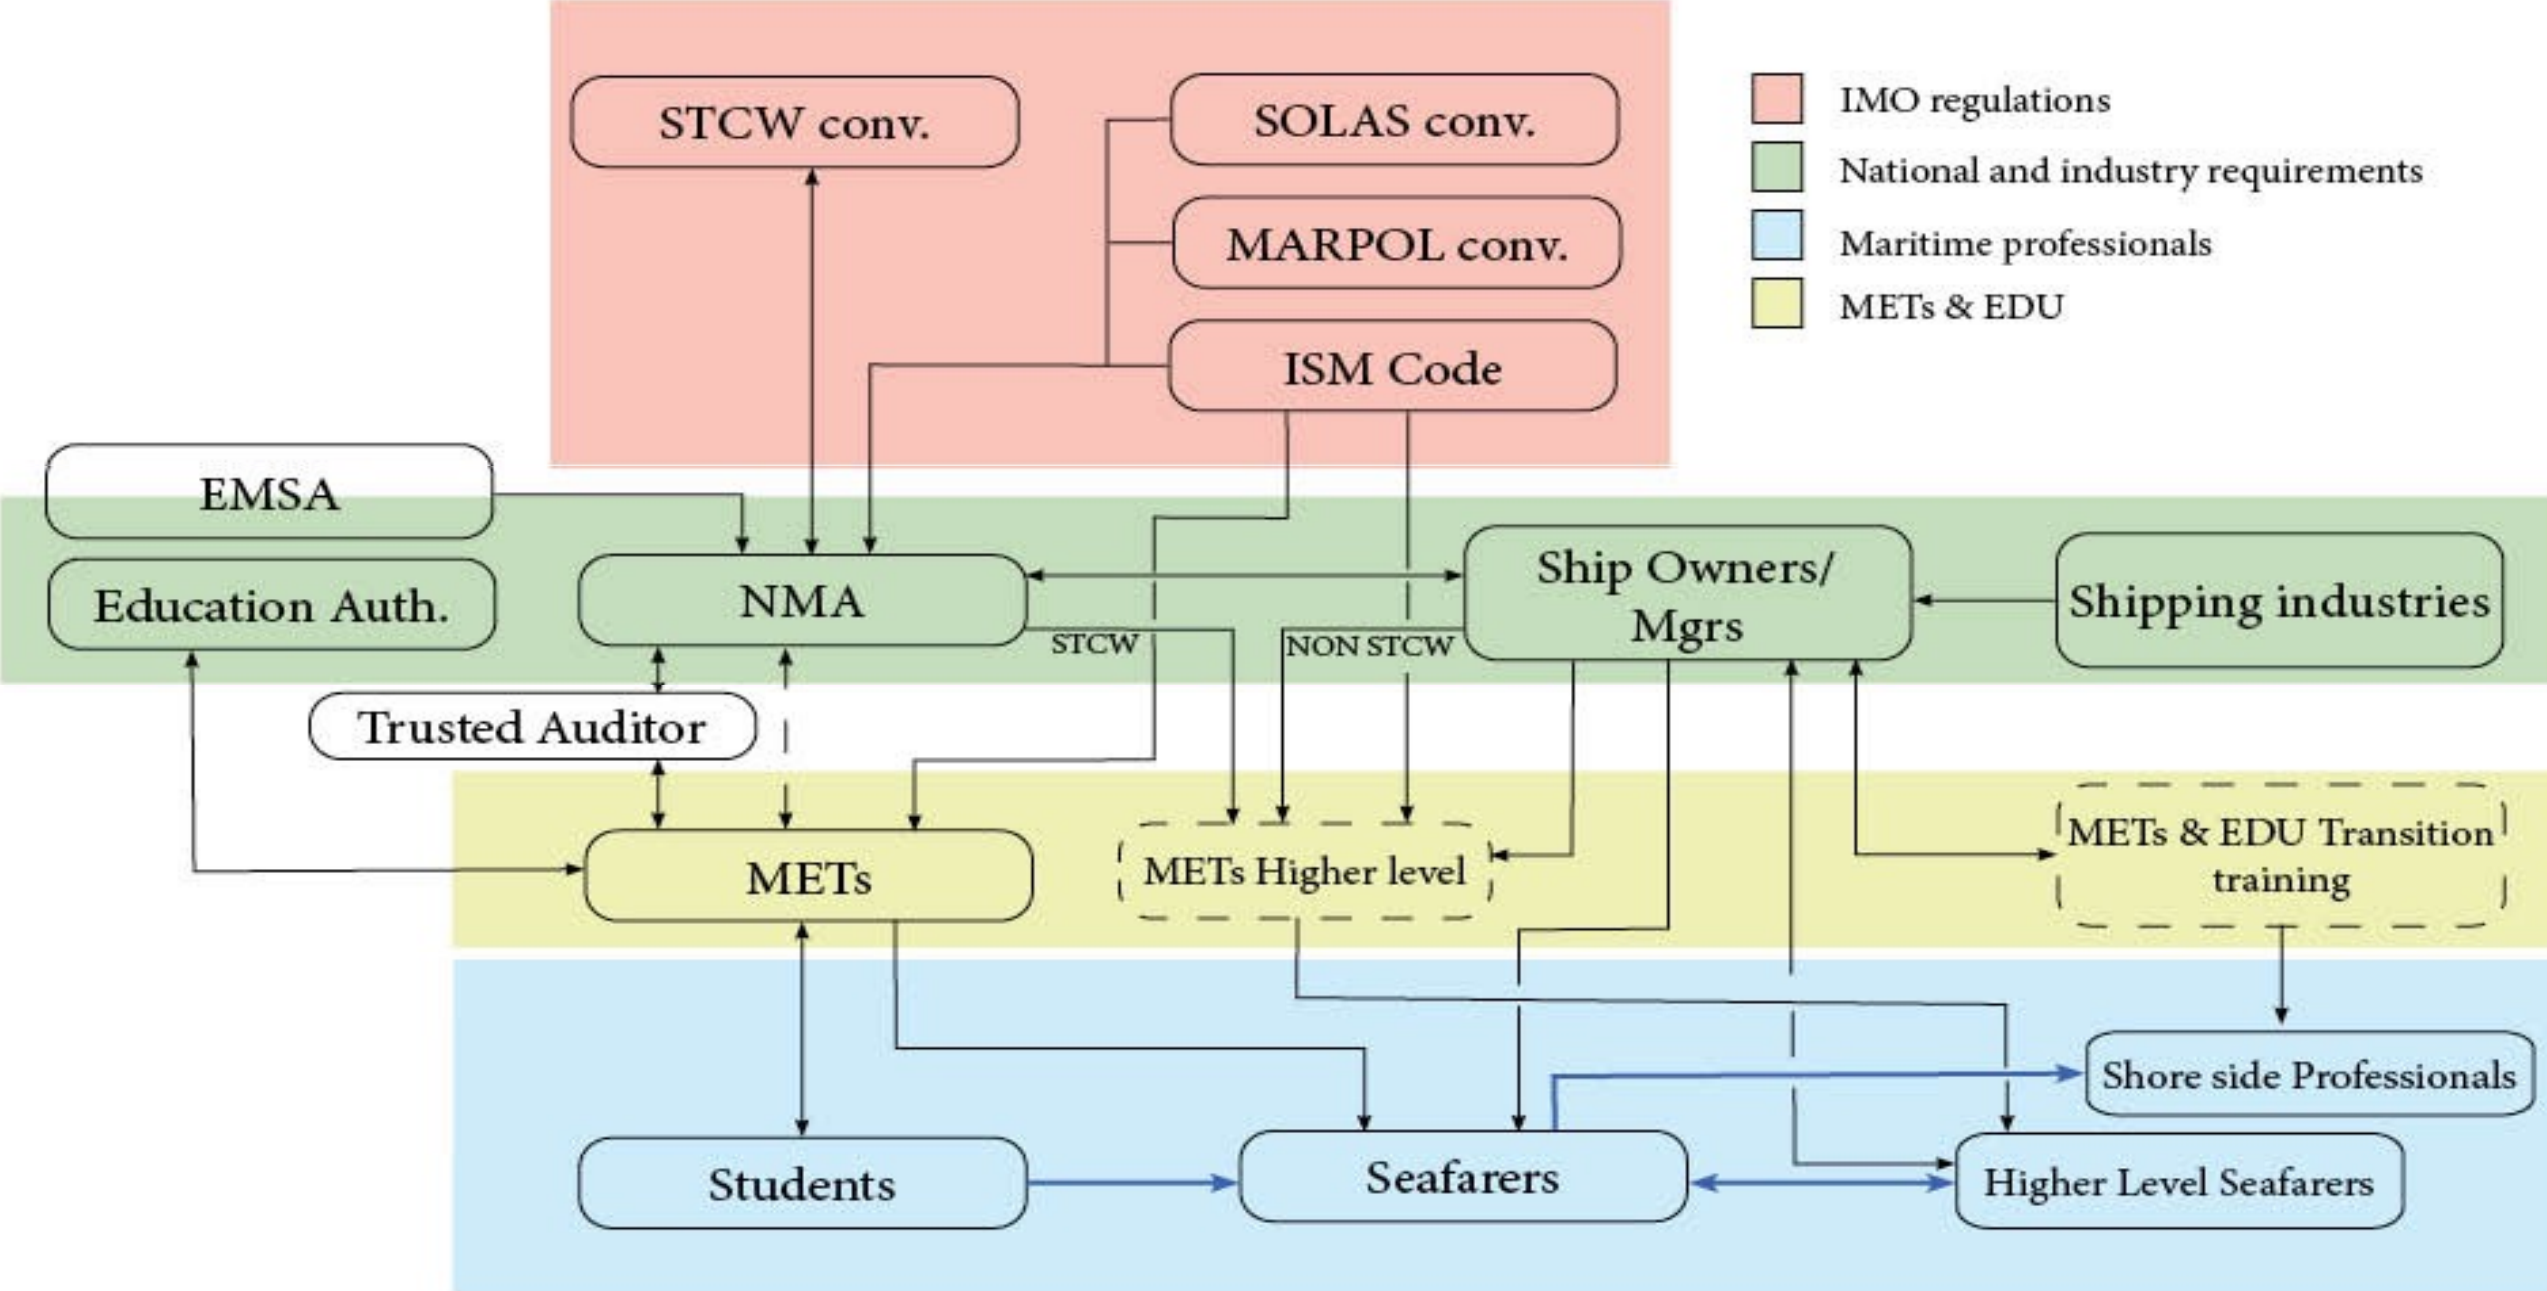 STCW conv.
SOLAS conv.
MARPOL conv.
ISM Code
IMO regulations
National and industry requirements
Maritime professionals
METs & EDU
EMSA
Education Auth.
NMA
Ship Owners/
Mgrs
Shipping industries
STCW
NON STCW
Trusted Auditor
METs
METs Higher level
METs & EDU Transition
training
Shore side Professionals
Students
Seafarers
Higher Level Seafarers